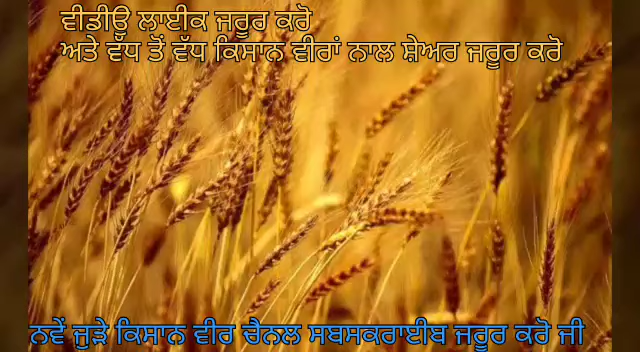 ਵੀਡੀਉ ਲਾਈਕ ਜਰੂਰ ਕਰੋ
ਅਤੇ ਵੱਧ ਤੋਂ ਵੱਧ ਕਿਸਾਨ ਵੀਰਾਂ ਨਾਲ ਸ਼ੇਅਰ ਜਰੂਰ ਕਰੋ
ਨਵੇਂ ਜੁੜੇ ਕਿਸਾਨ ਵੀਰ ਚੈਨਲ ਸਬਸਕਰਾਈਬ ਜਰੂਰ ਕਰੋ ਜੀ